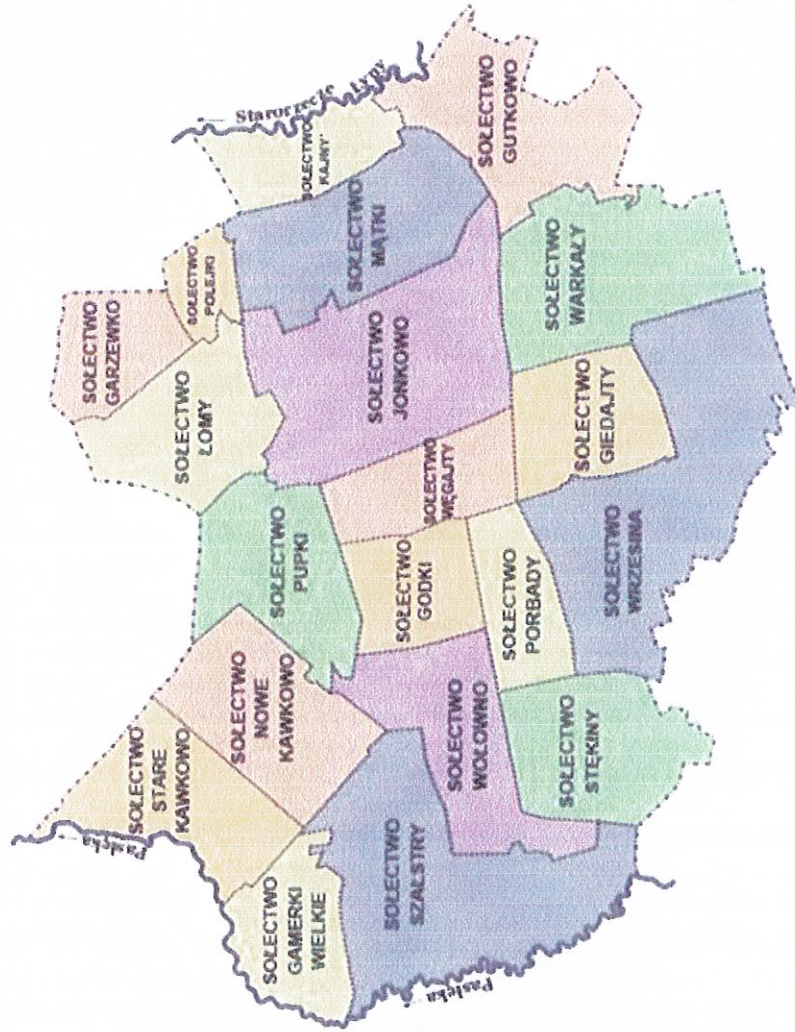 SOŁECTWO
GARZEWKO
Pasłęka
SOŁECTWO
STARE
KAWKOWO
SOŁECTWO
ŁOMY
SOŁECTWO
POLEJKI
Starorzecze Łyny
SOŁECTWO
NOWE
KAWKOWO
SOŁECTWO
GAMERKI
WIELKIE
SOŁECTWO
PUPKI
SOŁECTWO
KAJNY
SOŁECTWO
MĄTKI
SOŁECTWO
JONKOWO
SOŁECTWO
SZAŁSTRY
SOŁECTWO
GODKI
SOŁECTWO
WĘGAJTY
SOŁECTWO
WOŁOWNO
Pasłęka
SOŁECTWO
GUTKOWO
SOŁECTWO
PORBADY
SOŁECTWO
WARKAŁY
SOŁECTWO
STĘKINY
SOŁECTWO
GIEDAJTY
SOŁECTWO
WRZESINA